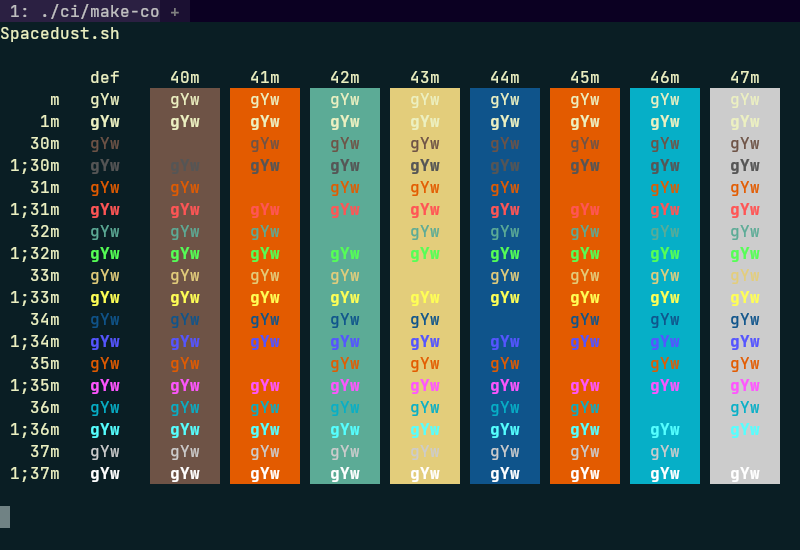 1: ./ci/make-co +
Spacedust.sh
def 40m 41m 42m 43m 44m 45m 46m 47m
m gYw gYw gYw gYw gYw gYw gYw gYw gYw
1m gYw gYw gYw gYw gYw gYw gYw gYw gYw
30m gYw gYw gYw gYw gYw gYw gYw gYw
1;30m gYw gYw gYw gYw gYw gYw gYw gYw gYw
31m gYw gYw gYw gYw gYw gYw gYw
1;31m gYw gYw gYw gYw gYw gYw gYw gYw gYw
32m gYw gYw gYw gYw gYw gYw gYw gYw
1;32m gYw gYw gYw gYw gYw gYw gYw gYw gYw
33m gYw gYw gYw gYw gYw gYw gYw gYw
1;33m gYw gYw gYw gYw gYw gYw gYw gYw gYw
34m gYw gYw gYw gYw gYw gYw gYw gYw
1;34m gYw gYw gYw gYw gYw gYw gYw gYw gYw
35m gYw gYw gYw gYw gYw gYw gYw
1;35m gYw gYw gYw gYw gYw gYw gYw gYw gYw
36m gYw gYw gYw gYw gYw gYw gYw gYw
1;36m gYw gYw gYw gYw gYw gYw gYw gYw gYw
37m gYw gYw gYw gYw gYw gYw gYw gYw
1;37m gYw gYw gYw gYw gYw gYw gYw gYw gYw